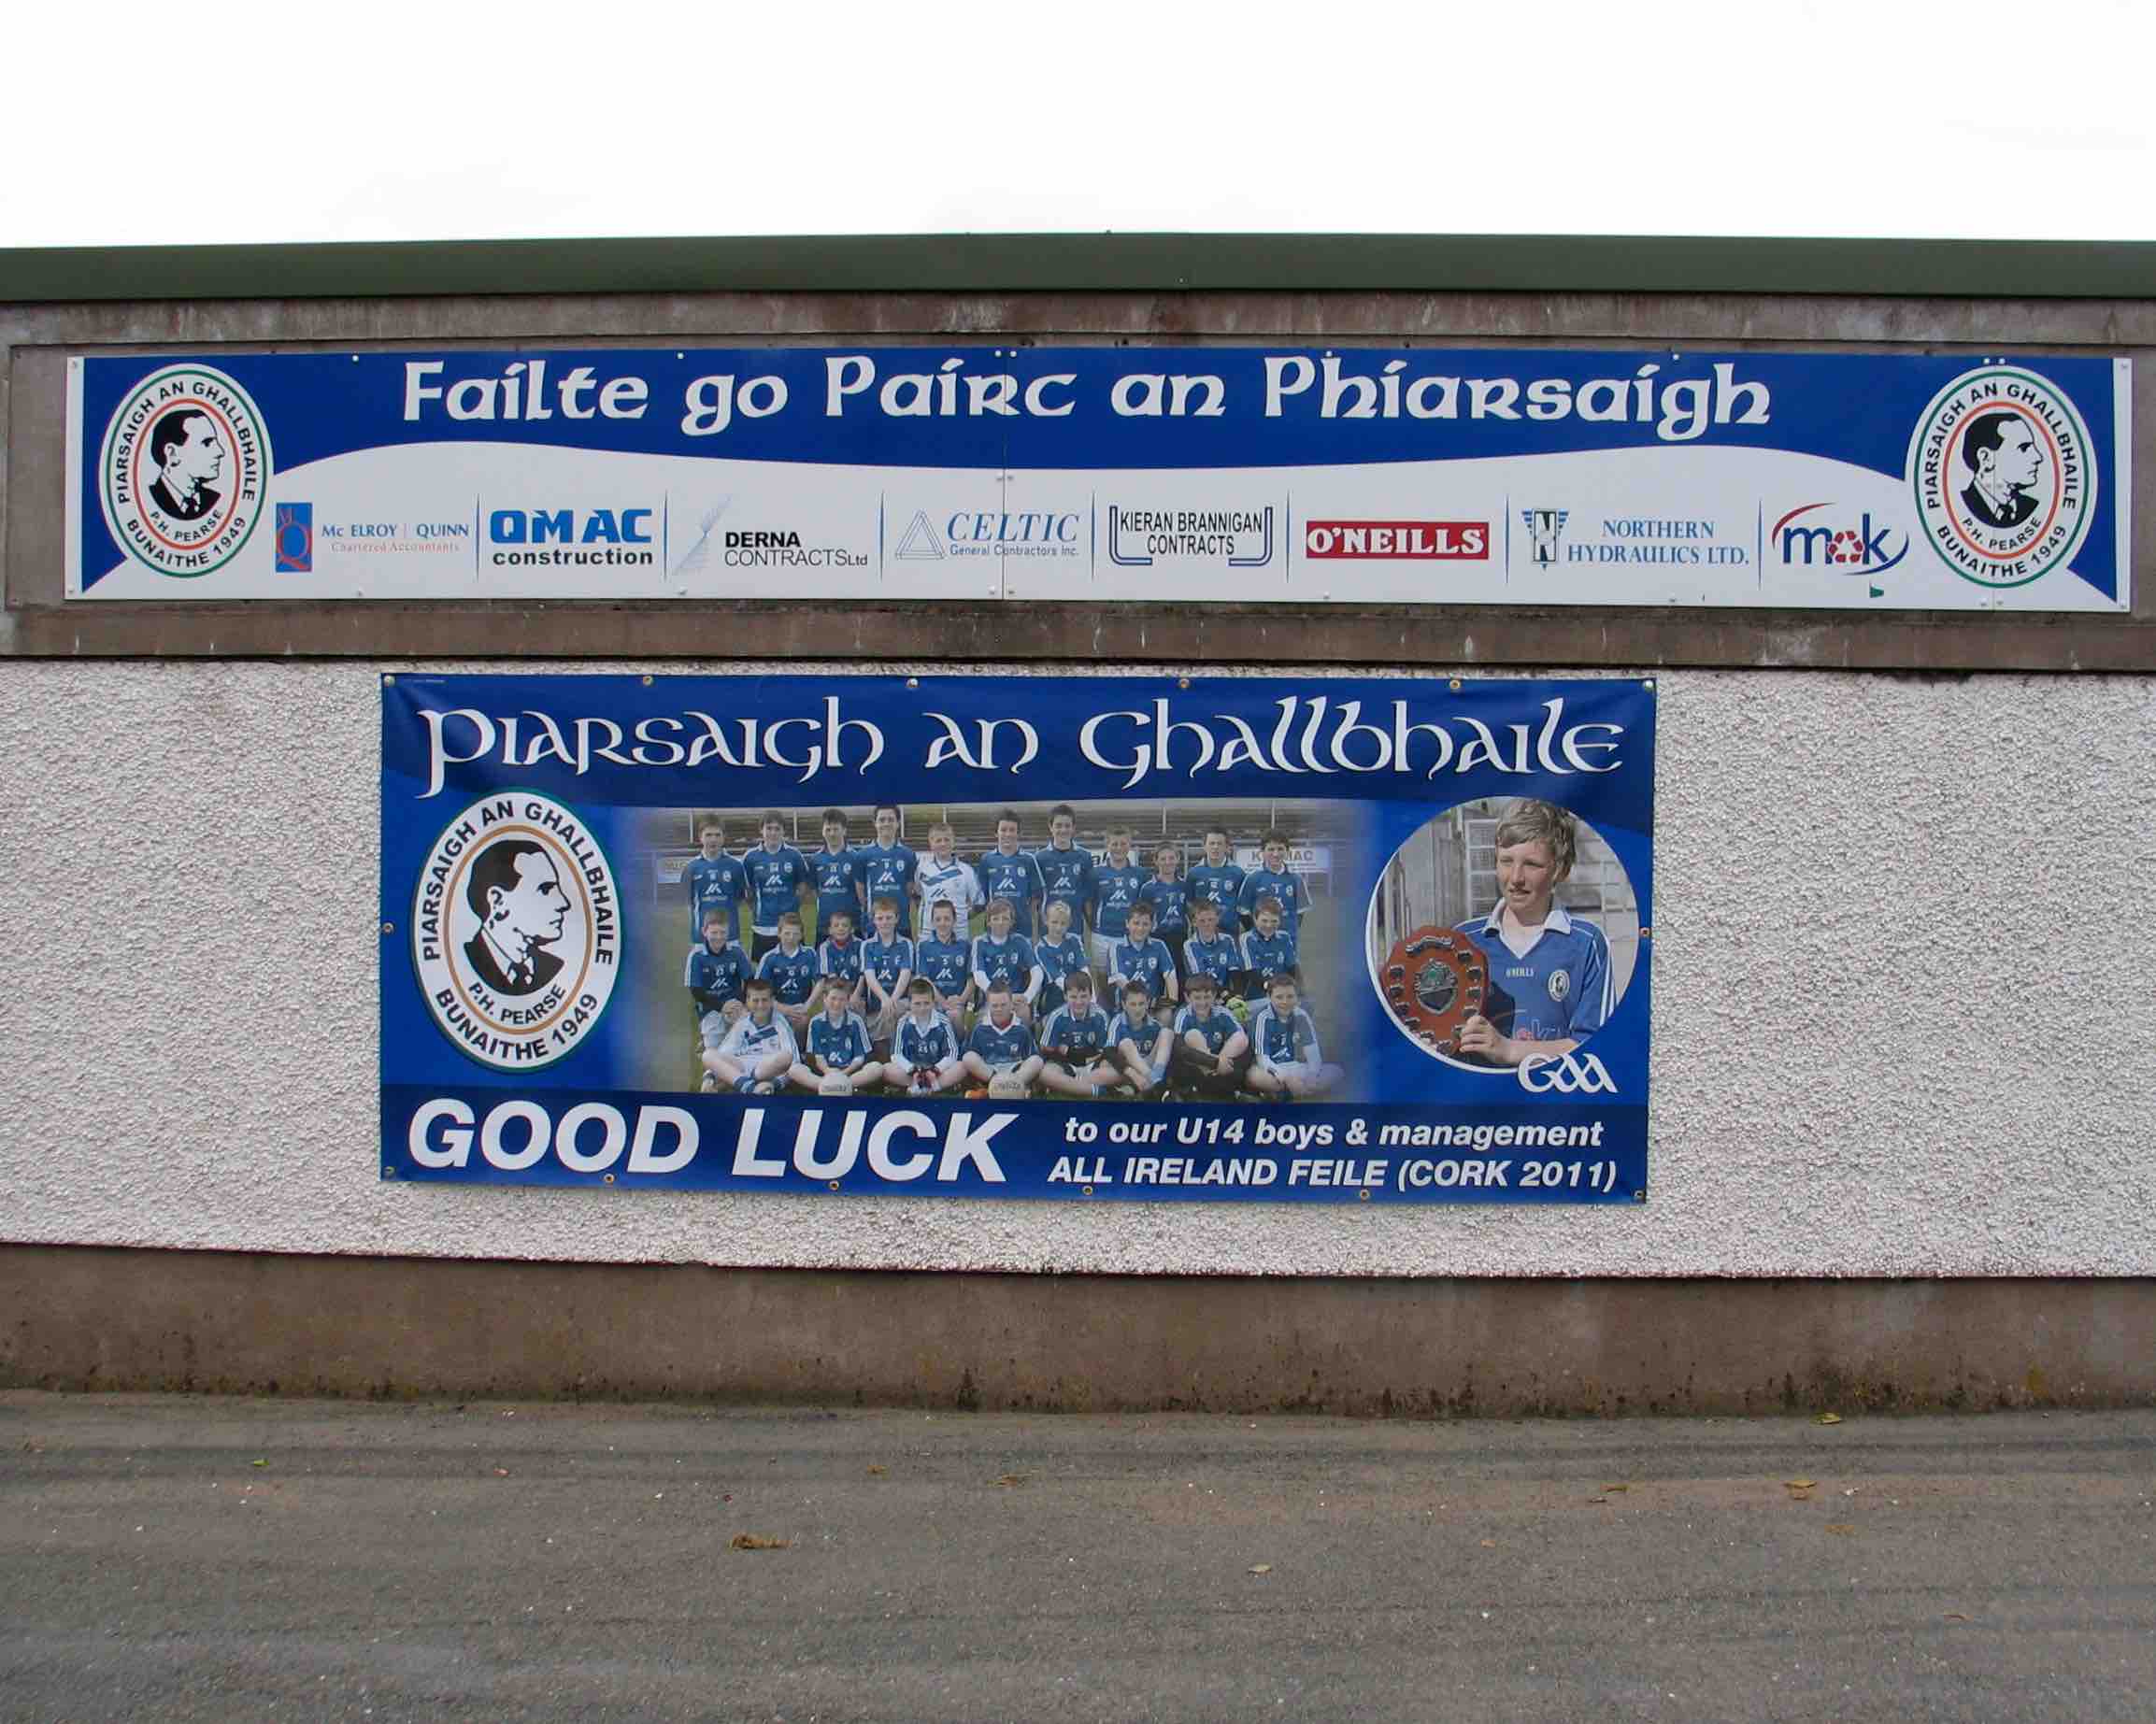 Failte go Pairc an Phiarsaigh
PIARSAIGH AN GHALLBHAILE
P.H. PEARSE
BUNAITHE 1949
MQ
Mc ELROY | QUINN
Chartered Accountants
QMAC
construction
DERNA
CONTRACTS Ltd
CELTIC
General Contractors Inc.
KIERAN BRANNIGAN
CONTRACTS
O'NEILLS
NORTHERN
HYDRAULICS LTD.
mok
PIARSAIGH AN GHALLBHAILE
P.H. PEARSE
BUNAITHE 1949
Piarsaigh an Ghallbhaile
PIARSAIGH AN GHALLBHAILE
P.H. PEARSE
BUNAITHE 1949
GAA
GOOD LUCK
to our U14 boys & management
ALL IRELAND FEILE (CORK 2011)